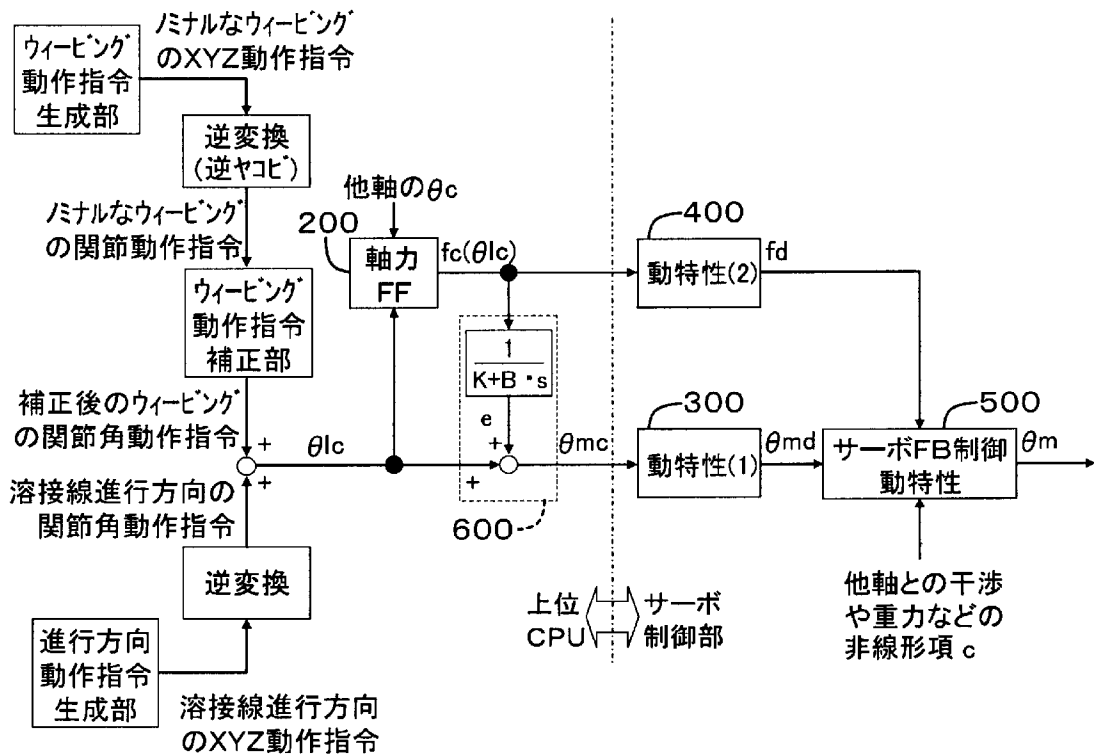 ウィービング
動作指令
生成部
ノミナルなウィービング
のXYZ動作指令
逆変換
(逆ヤコビ)
ノミナルなウィービング
の関節動作指令
ウィービング
動作指令
補正部
補正後のウィービング
の関節角動作指令
+
+
θlc
溶接線進行方向の
関節角動作指令
逆変換
進行方向
動作指令
生成部
溶接線進行方向
のXYZ動作指令
他軸のθc
200
軸力
FF
fc(θlc)
1
K+B・s
e
+
+
θmc
600
400
動特性(2)
fd
300
動特性(1)
θmd
500
サーボFB制御
動特性
θm
他軸との干渉
や重力などの
非線形項 c
上位
CPU
サーボ
制御部